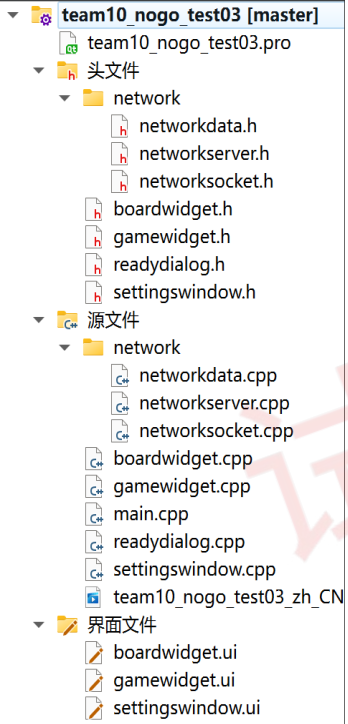 team10_nogo_test03 [master]
team10_nogo_test03.pro
头文件
network
networkdata.h
networkserver.h
networksocket.h
boardwidget.h
gamewidget.h
readydialog.h
settingswindow.h
源文件
network
networkdata.cpp
networkserver.cpp
networksocket.cpp
boardwidget.cpp
gamewidget.cpp
main.cpp
readydialog.cpp
settingswindow.cpp
team10_nogo_test03_zh_CN
界面文件
boardwidget.ui
gamewidget.ui
settingswindow.ui